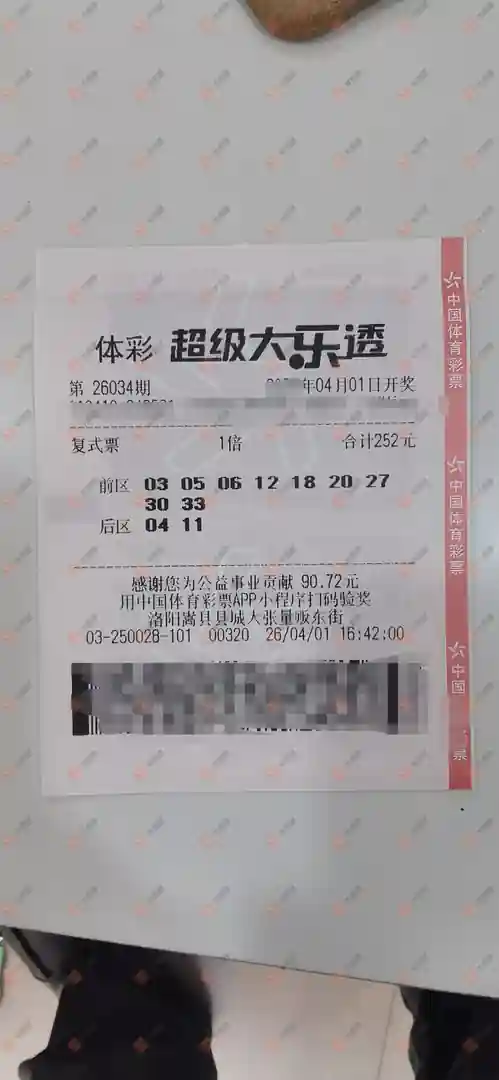 体彩 超级大乐透
第 26034期 年04月01日开奖
复式票 1倍 合计252元
前区 03 05 06 12 18 20 27
30 33
后区 04 11
感谢您为公益事业贡献 90.72元
用中国体育彩票APP小程序扫码验奖
洛阳嵩县县城大张量贩东街
03-250028-101 00320 26/04/01 16:42:00
中国体育彩票
中国体育彩票
中国
票